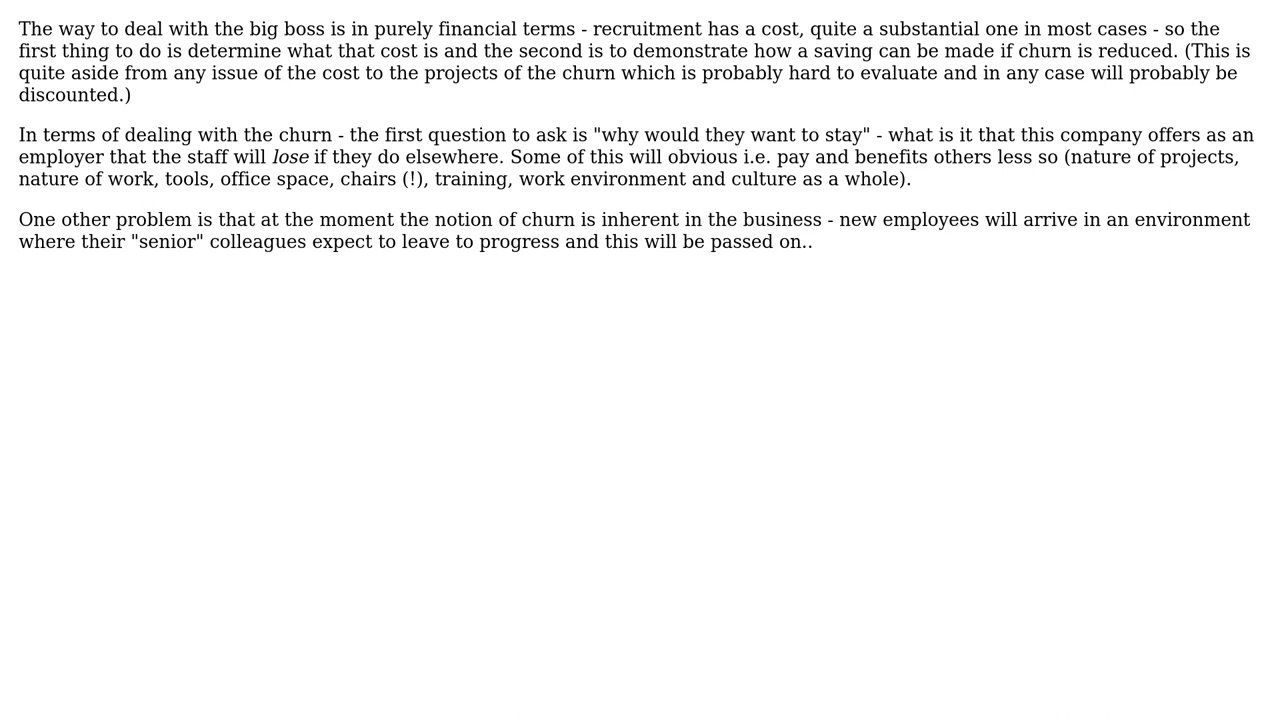 The way to deal with the big boss is in purely financial terms - recruitment has a cost, quite a substantial one in most cases - so the
first thing to do is determine what that cost is and the second is to demonstrate how a saving can be made if churn is reduced. (This is
quite aside from any issue of the cost to the projects of the churn which is probably hard to evaluate and in any case will probably be
discounted.)
In terms of dealing with the churn - the first question to ask is "why would they want to stay" - what is it that this company offers as an
employer that the staff will lose if they do elsewhere. Some of this will obvious i.e. pay and benefits others less so (nature of projects,
nature of work, tools, office space, chairs (!), training, work environment and culture as a whole).
One other problem is that at the moment the notion of churn is inherent in the business - new employees will arrive in an environment
where their "senior" colleagues expect to leave to progress and this will be passed on..